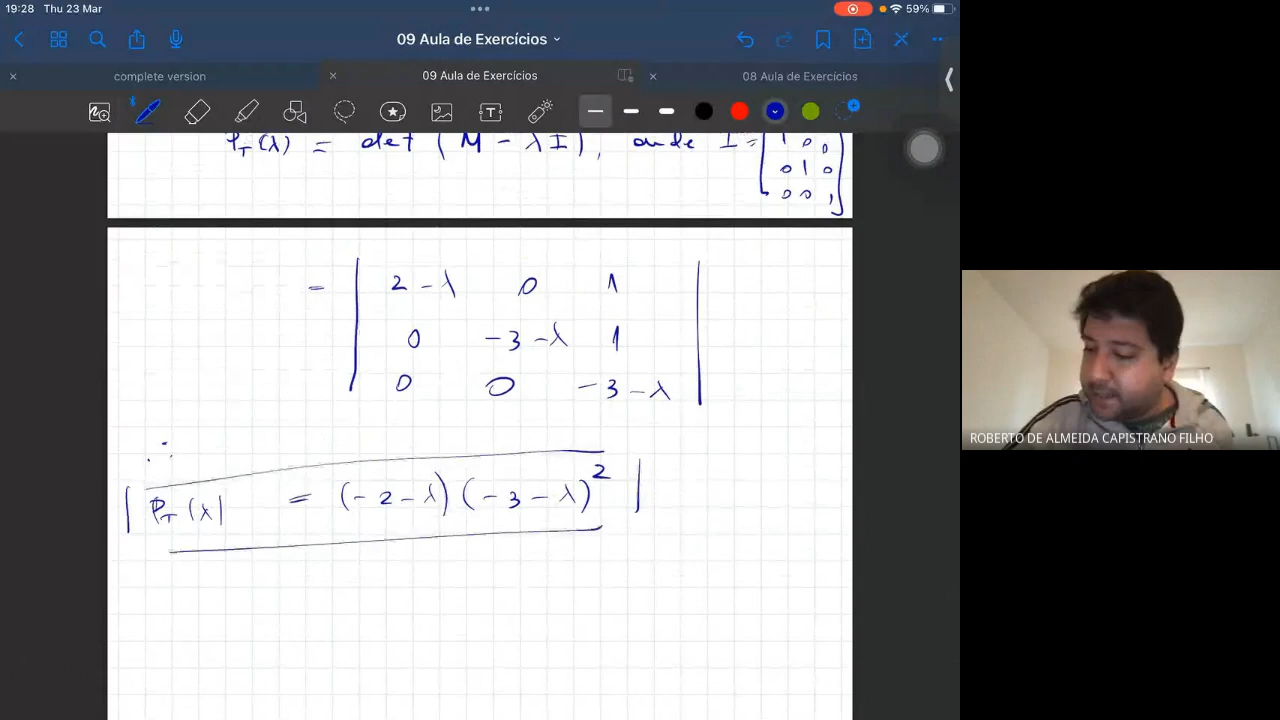 19:28 Thu 23 Mar
59%
09 Aula de Exercícios
complete version
09 Aula de Exercícios
08 Aula de Exercícios
P_T(λ) = det (M - λI), onde I = [1 0 0
0 1 0
0 0 1]
= | 2 - λ 0 1 |
| 0 -3 - λ 1 |
| 0 0 -3 - λ |
∴
P_T(λ) = (-2 - λ)(-3 - λ)²
ROBERTO DE ALMEIDA CAPISTRANO FILHO